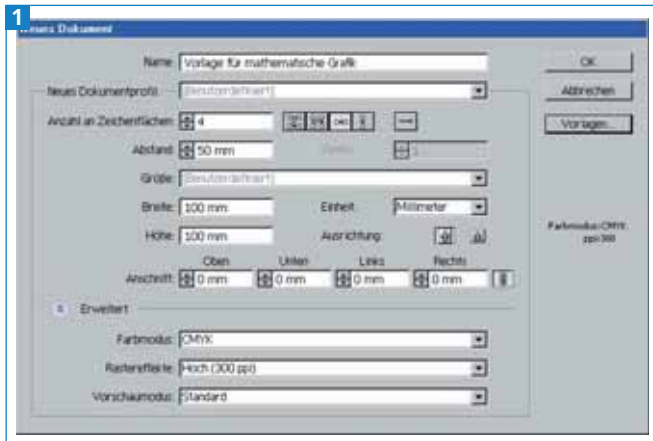 1
Neues Dokument
Name: Vorlage für mathematische Grafik
OK
Neues Dokumentprofil: [Benutzerdefiniert]
Abbrechen
Anzahl an Zeichenflächen: 4
Vorlagen...
Abstand: 50 mm
Größe: [Benutzerdefiniert]
Breite: 100 mm Einheit: Millimeter
Höhe: 100 mm Ausrichtung:
Farbmodus: CMYK
ppi: 300
Oben Unten Links Rechts
Anschnitt: 0 mm 0 mm 0 mm 0 mm
Erweitert
Farbmodus: CMYK
Rastereffekte: Hoch (300 ppi)
Vorschaumodus: Standard